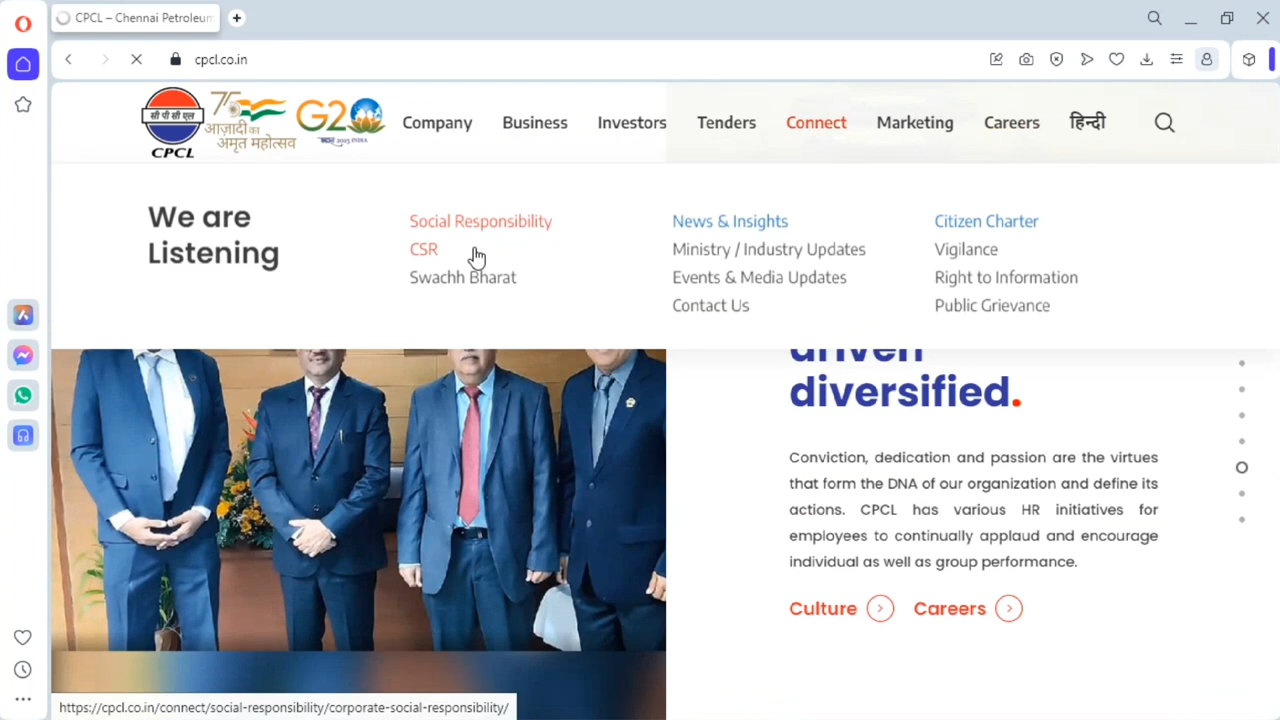 CPCL – Chennai Petroleum
cpcl.co.in
सी पी सी एल
CPCL
75
आज़ादी का
अमृत महोत्सव
G20
Company
Business
Investors
Tenders
Connect
Marketing
Careers
हिन्दी
We are
Listening
Social Responsibility
CSR
Swachh Bharat
News & Insights
Ministry / Industry Updates
Events & Media Updates
Contact Us
Citizen Charter
Vigilance
Right to Information
Public Grievance
driven
diversified.
Conviction, dedication and passion are the virtues
that form the DNA of our organization and define its
actions. CPCL has various HR initiatives for
employees to continually applaud and encourage
individual as well as group performance.
Culture
Careers
https://cpcl.co.in/connect/social-responsibility/corporate-social-responsibility/